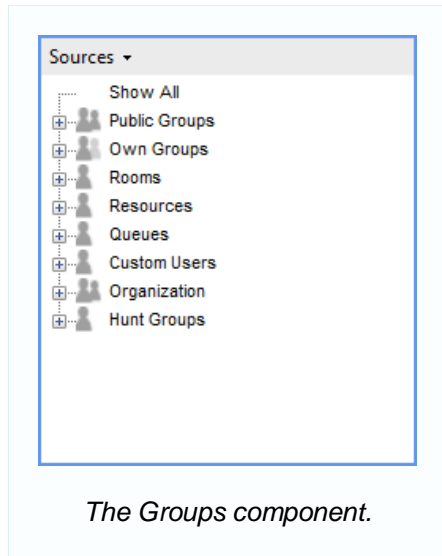 Sources
Show All
Public Groups
Own Groups
Rooms
Resources
Queues
Custom Users
Organization
Hunt Groups
The Groups component.